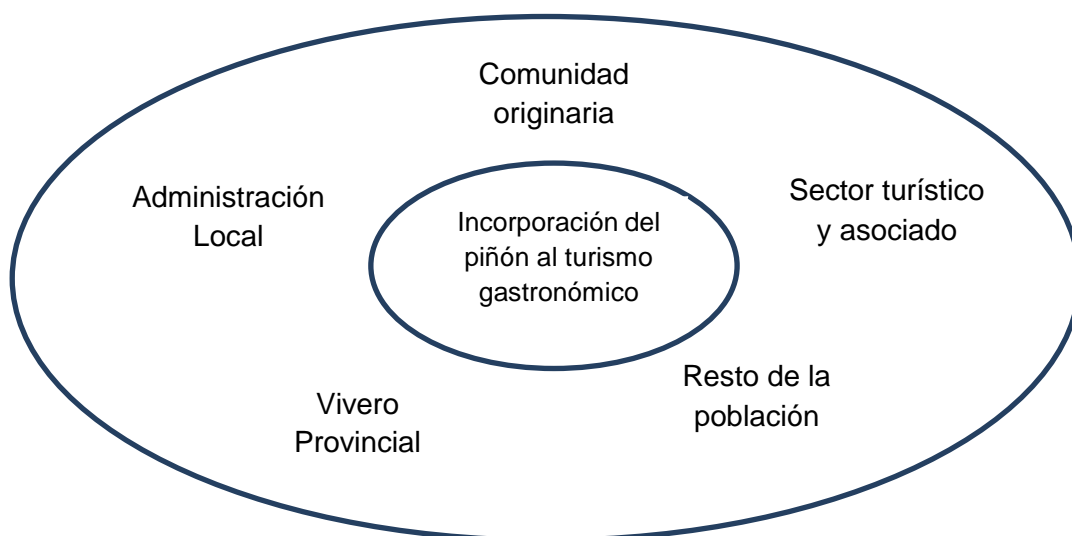 Comunidad
originaria
Administración
Local
Sector turístico
y asociado
Incorporación del
piñón al turismo
gastronómico
Vivero
Provincial
Resto de la
población